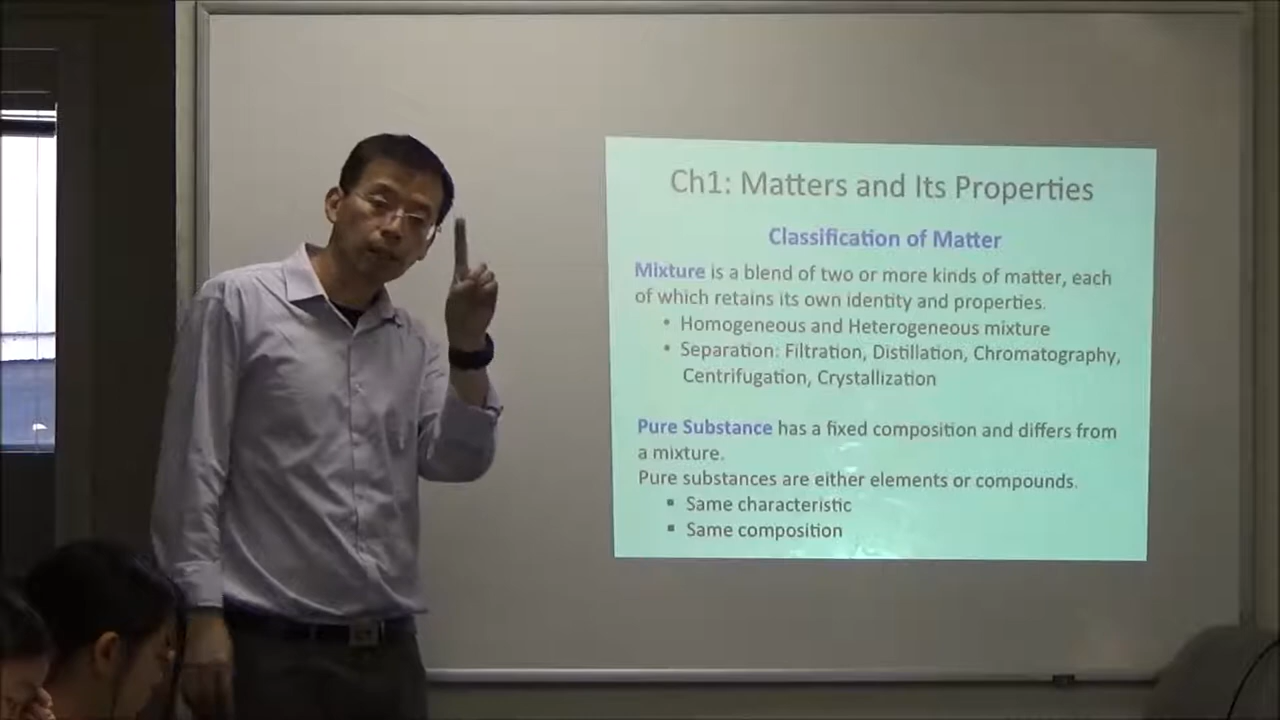 Ch1: Matters and Its Properties
Classification of Matter
Mixture is a blend of two or more kinds of matter, each
of which retains its own identity and properties.
• Homogeneous and Heterogeneous mixture
• Separation: Filtration, Distillation, Chromatography,
Centrifugation, Crystallization
Pure Substance has a fixed composition and differs from
a mixture.
Pure substances are either elements or compounds.
▪ Same characteristic
▪ Same composition